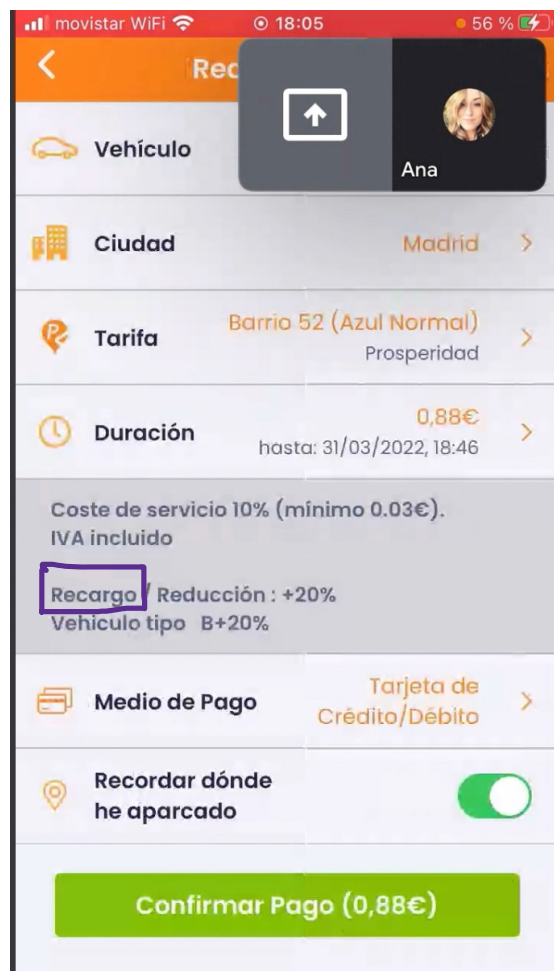 movistar WiFi 18:05 56 %
Rec
Ana
Vehículo
Ciudad Madrid
Tarifa Barrio 52 (Azul Normal)
Prosperidad
Duración 0,88€
hasta: 31/03/2022, 18:46
Coste de servicio 10% (mínimo 0.03€).
IVA incluido
Recargo / Reducción : +20%
Vehiculo tipo B+20%
Medio de Pago Tarjeta de
Crédito/Débito
Recordar dónde
he aparcado
Confirmar Pago (0,88€)